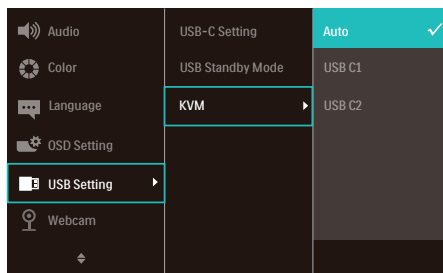 Audio
Color
Language
OSD Setting
USB Setting
Webcam
USB-C Setting
USB Standby Mode
KVM
Auto
USB C1
USB C2